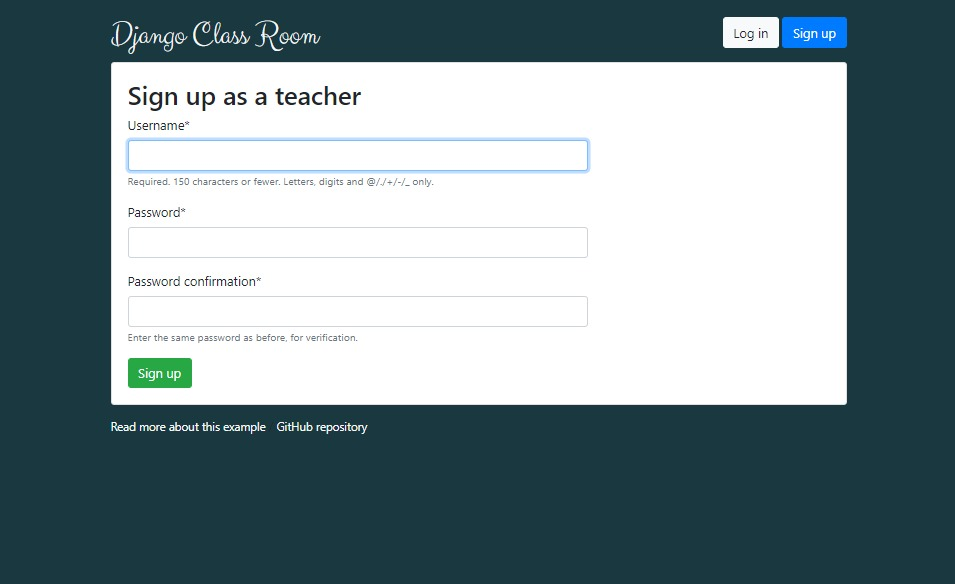 Django Class Room
Log in
Sign up
Sign up as a teacher
Username*
Required. 150 characters or fewer. Letters, digits and @/./+/-/_ only.
Password*
Password confirmation*
Enter the same password as before, for verification.
Sign up
Read more about this example
GitHub repository